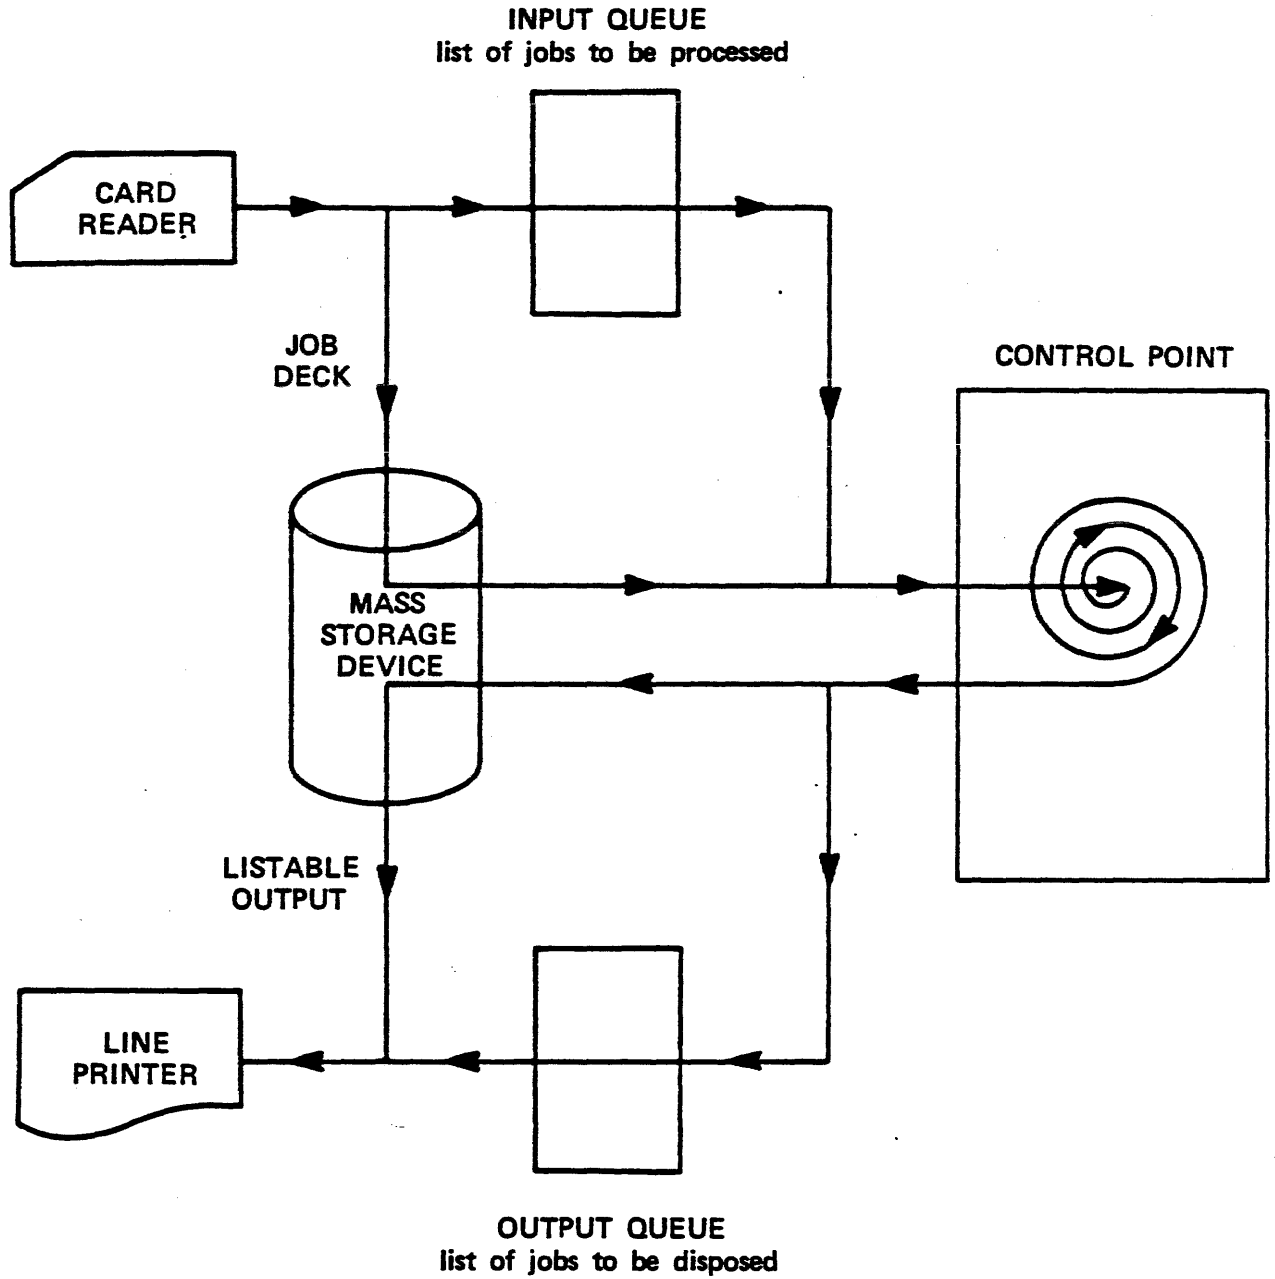 INPUT QUEUE
list of jobs to be processed
CARD
READER
JOB
DECK
CONTROL POINT
MASS
STORAGE
DEVICE
LISTABLE
OUTPUT
LINE
PRINTER
OUTPUT QUEUE
list of jobs to be disposed